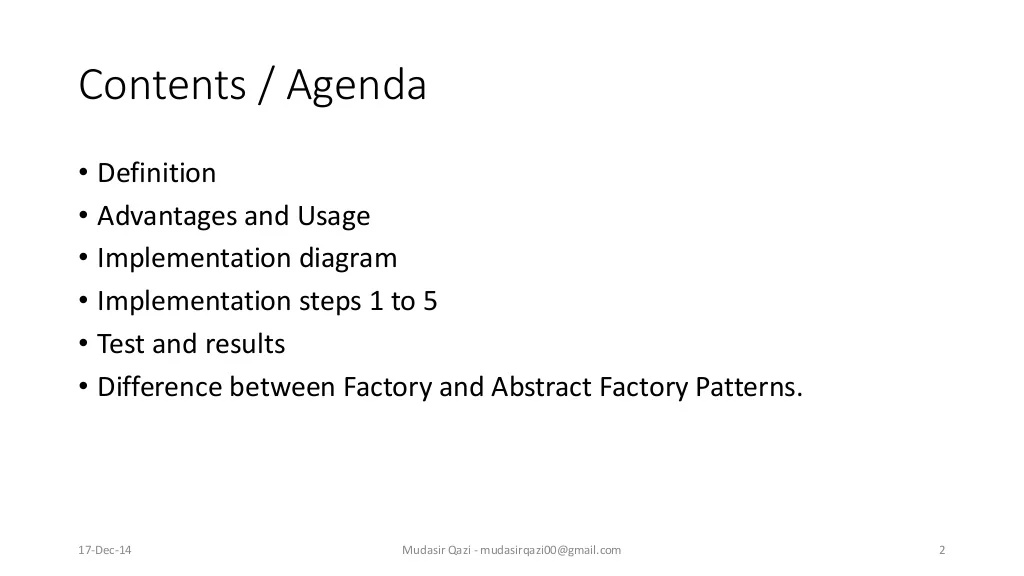 Contents / Agenda
• Definition
• Advantages and Usage
• Implementation diagram
• Implementation steps 1 to 5
• Test and results
• Difference between Factory and Abstract Factory Patterns.
17-Dec-14
Mudasir Qazi - mudasirqazi00@gmail.com
2